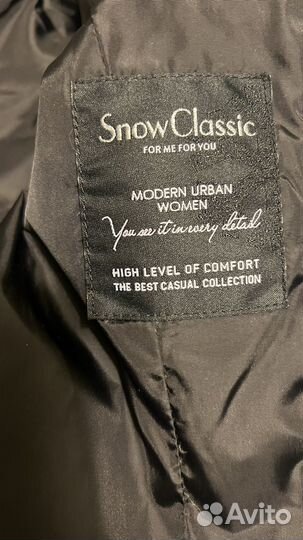 SnowClassic
FOR ME FOR YOU
MODERN URBAN
WOMEN
You see it in every detail
HIGH LEVEL OF COMFORT
THE BEST CASUAL COLLECTION
Avito